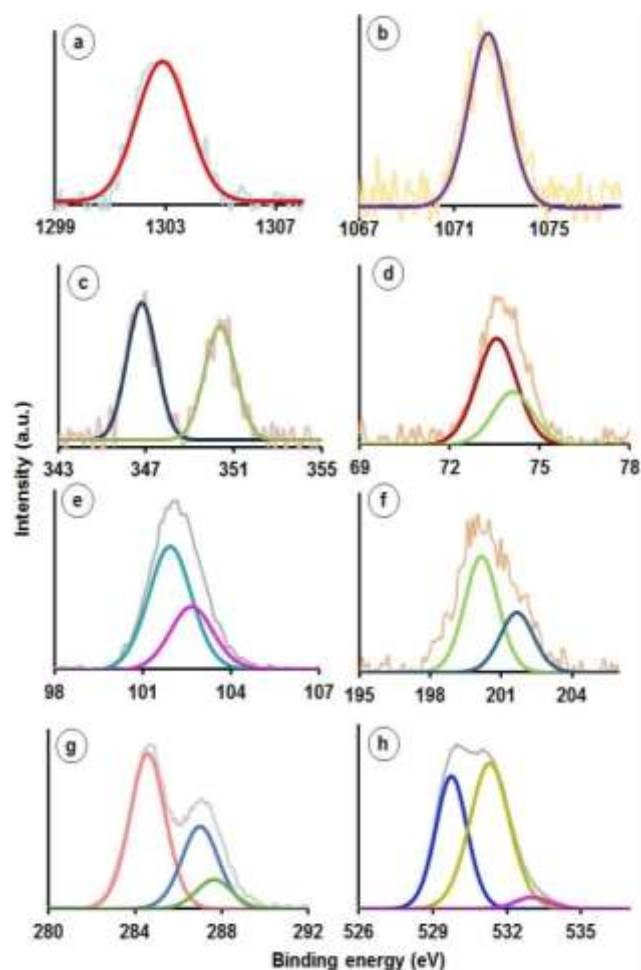 a
b
1299 1303 1307
1067 1071 1075
c
d
343 347 351 355
69 72 75 78
Intensity (a.u.)
e
f
98 101 104 107
195 198 201 204
g
h
280 284 288 292
526 529 532 535
Binding energy (eV)